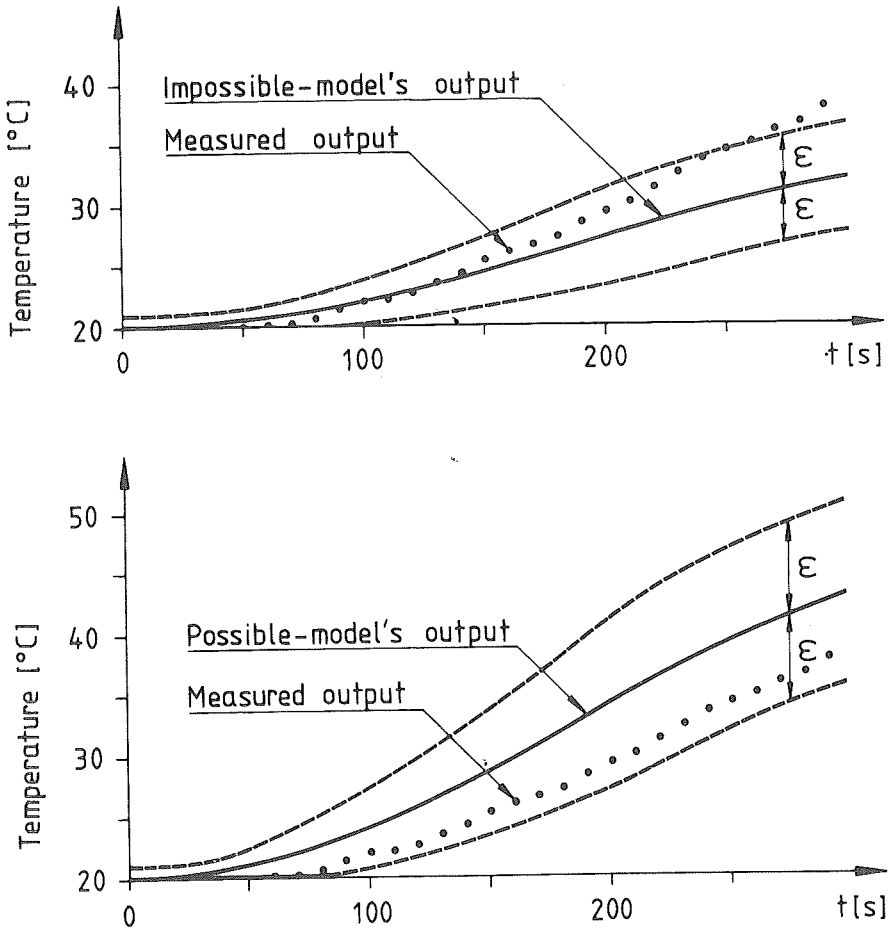 40
Impossible-model's output
Measured output
ε
30
ε
20
0
100
200
t [s]
Temperature [°C]
50
ε
Possible-model's output
40
ε
Measured output
30
20
0
100
200
t[s]
Temperature [°C]